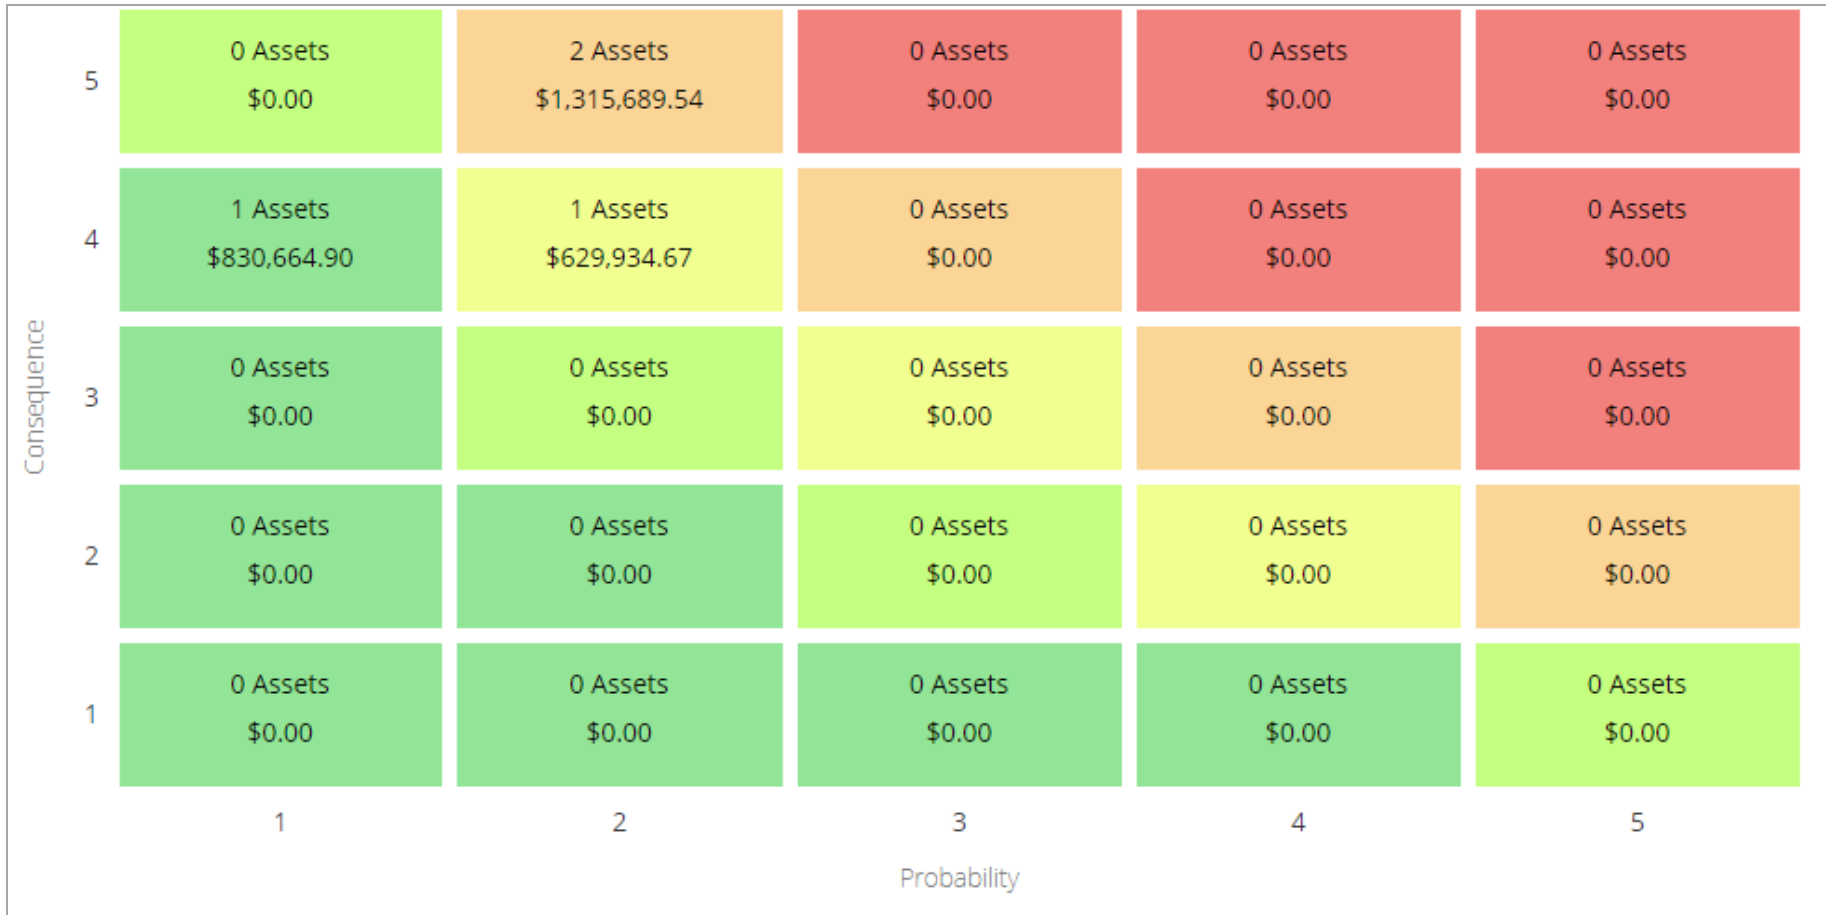 0 Assets 2 Assets 0 Assets 0 Assets 0 Assets
5
$0.00 $1,315,689.54 $0.00 $0.00 $0.00
1 Assets 1 Assets 0 Assets 0 Assets 0 Assets
4
$830,664.90 $629,934.67 $0.00 $0.00 $0.00
Consequence
0 Assets 0 Assets 0 Assets 0 Assets 0 Assets
3
$0.00 $0.00 $0.00 $0.00 $0.00
0 Assets 0 Assets 0 Assets 0 Assets 0 Assets
2
$0.00 $0.00 $0.00 $0.00 $0.00
0 Assets 0 Assets 0 Assets 0 Assets 0 Assets
1
$0.00 $0.00 $0.00 $0.00 $0.00
1 2 3 4 5
Probability